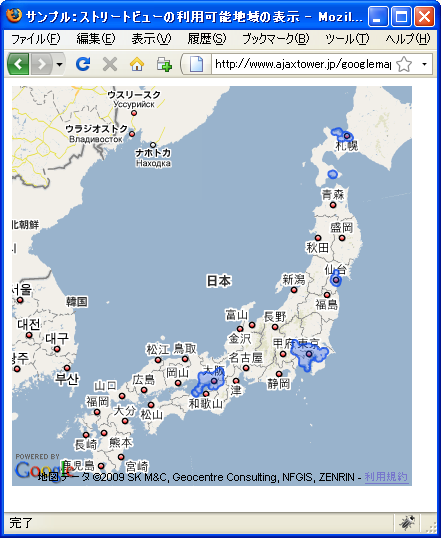 サンプル：ストリートビューの利用可能地域の表示 - Mozil...
ファイル(F) 編集(E) 表示(V) 履歴(S) ブックマーク(B) ツール(T) ヘルプ(H)
http://www.ajaxtower.jp/googlemap
ウスリースク
Уссурийск
ウラジオストク
Владивосток
ナホトカ
Находка
札幌
青森
盛岡
秋田
北朝鮮
仙台
日本
新潟
福島
韓国
富山
長野
金沢
대전
대구
松江 鳥取
甲府 東京
名古屋
岡山
大阪
静岡
부산
山口
広島
津
和歌山
福岡
松山
大分
長崎
熊本
鹿児島
宮崎
POWERED BY
Google
地図データ ©2009 SK M&C, Geocentre Consulting, NFGIS, ZENRIN - 利用規約
完了